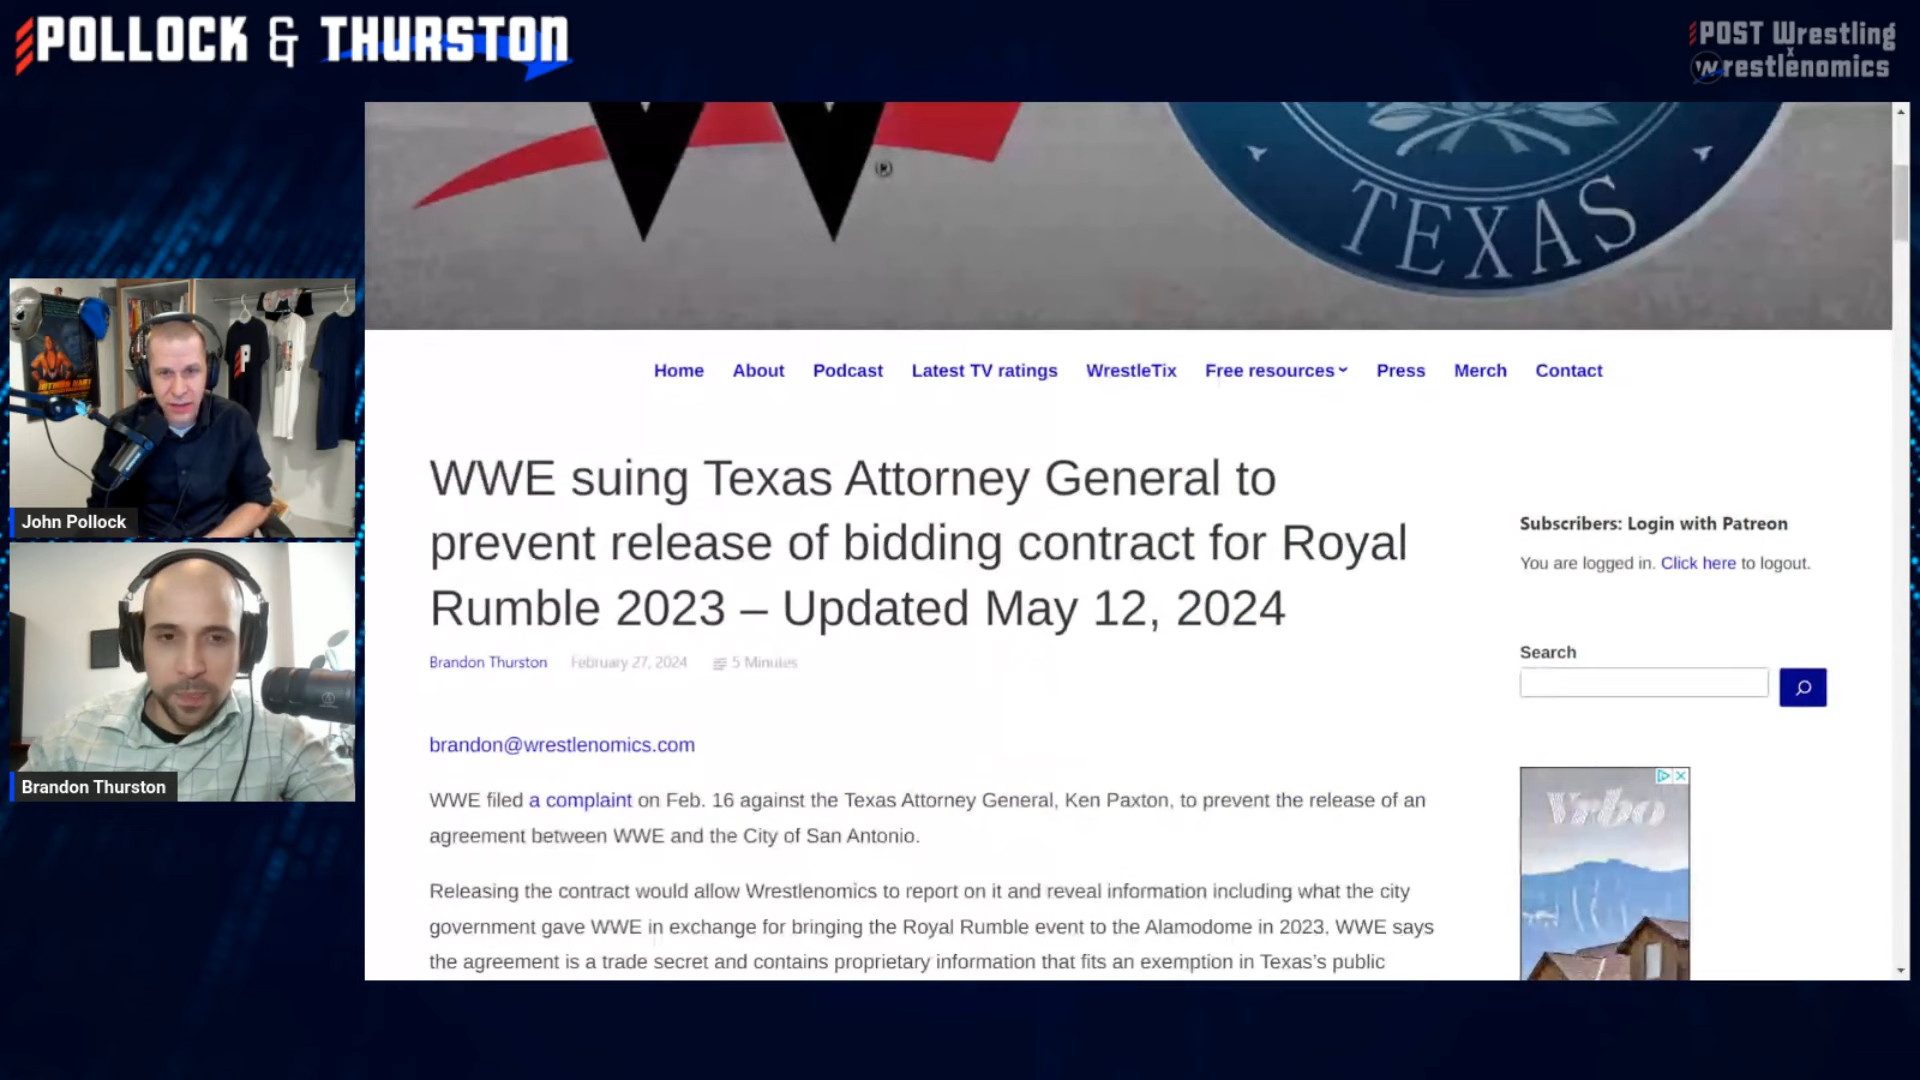 POLLOCK & THURSTON
POST Wrestling
x
wrestlenomics
®
TEXAS
Home About Podcast Latest TV ratings WrestleTix Free resources Press Merch Contact
WWE suing Texas Attorney General to
prevent release of bidding contract for Royal
Rumble 2023 – Updated May 12, 2024
Brandon Thurston February 27, 2024 5 Minutes
brandon@wrestlenomics.com
WWE filed a complaint on Feb. 16 against the Texas Attorney General, Ken Paxton, to prevent the release of an
agreement between WWE and the City of San Antonio.
Releasing the contract would allow Wrestlenomics to report on it and reveal information including what the city
government gave WWE in exchange for bringing the Royal Rumble event to the Alamodome in 2023. WWE says
the agreement is a trade secret and contains proprietary information that fits an exemption in Texas's public
Subscribers: Login with Patreon
You are logged in. Click here to logout.
Search
Vrbo
John Pollock
Brandon Thurston